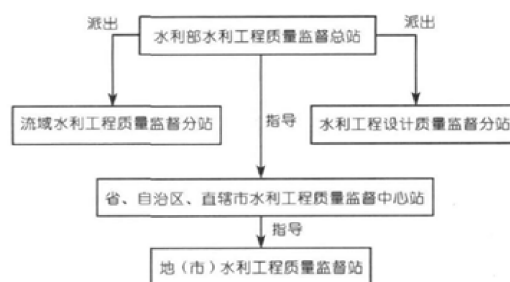 派出
水利部水利工程质量监督总站
派出
流域水利工程质量监督分站
指导
水利工程设计质量监督分站
省、自治区、直辖市水利工程质量监督中心站
指导
地（市）水利工程质量监督站